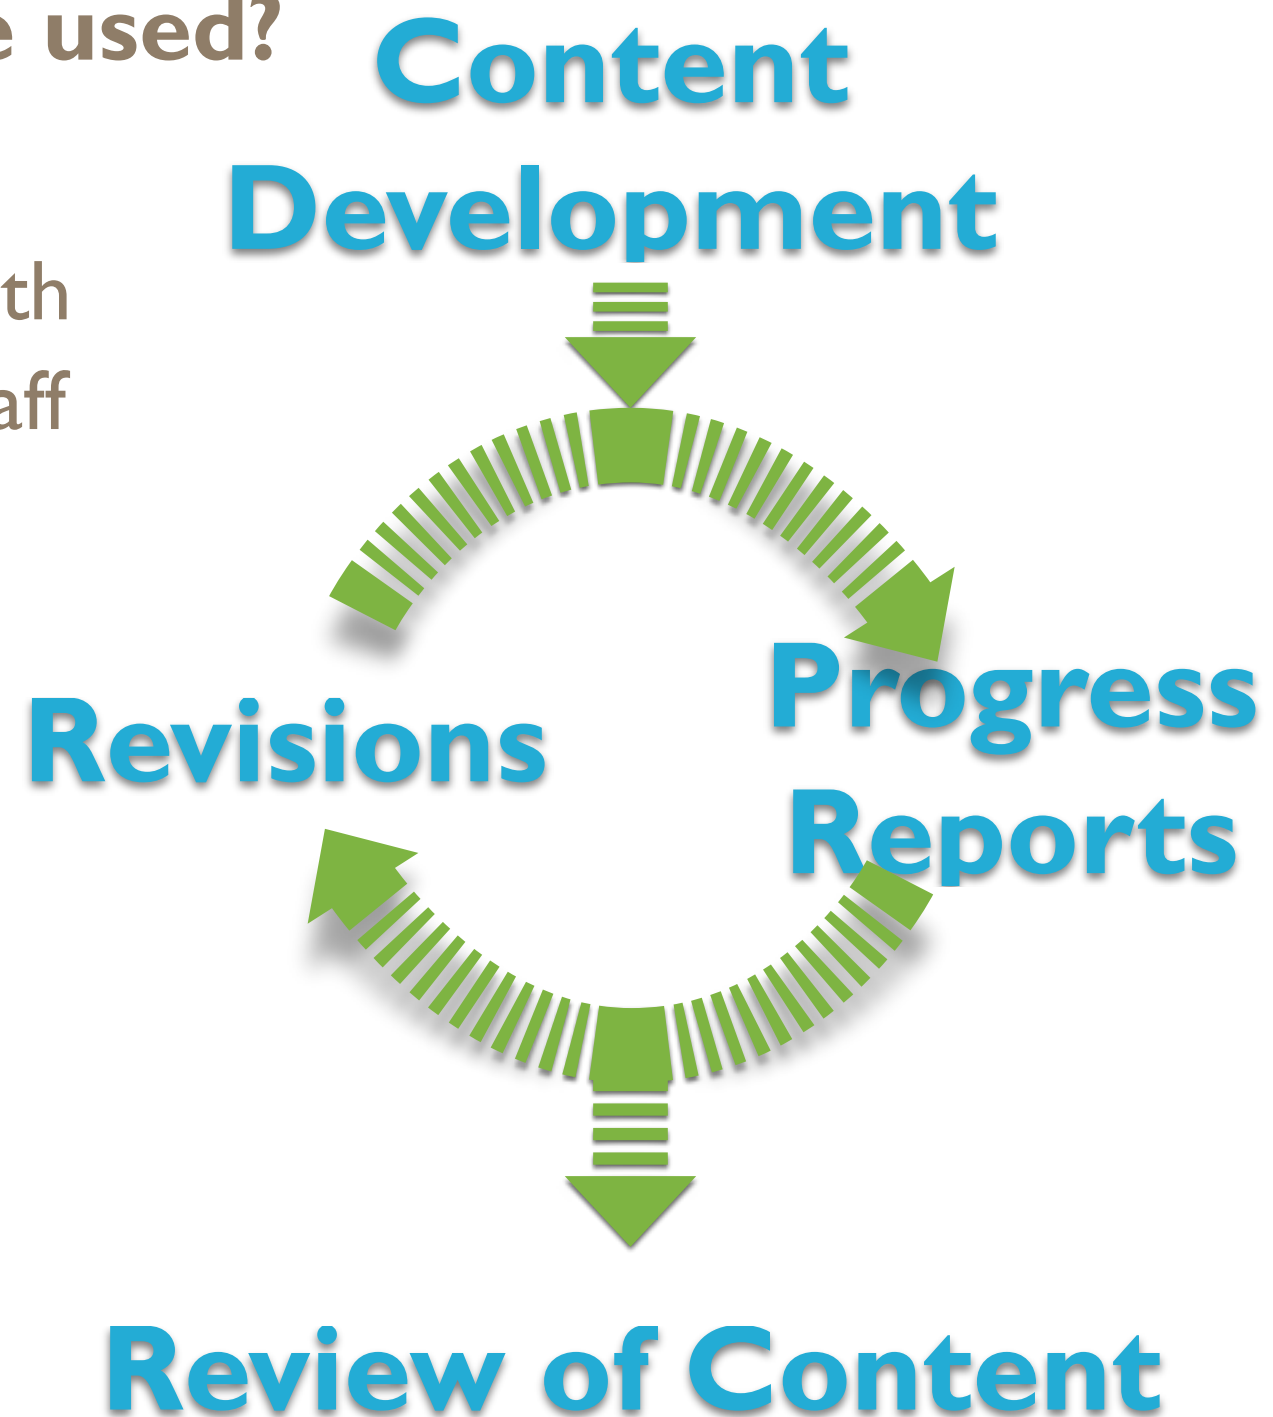 e used?
th
aff
Content
Development
Revisions
Progress
Reports
Review of Content